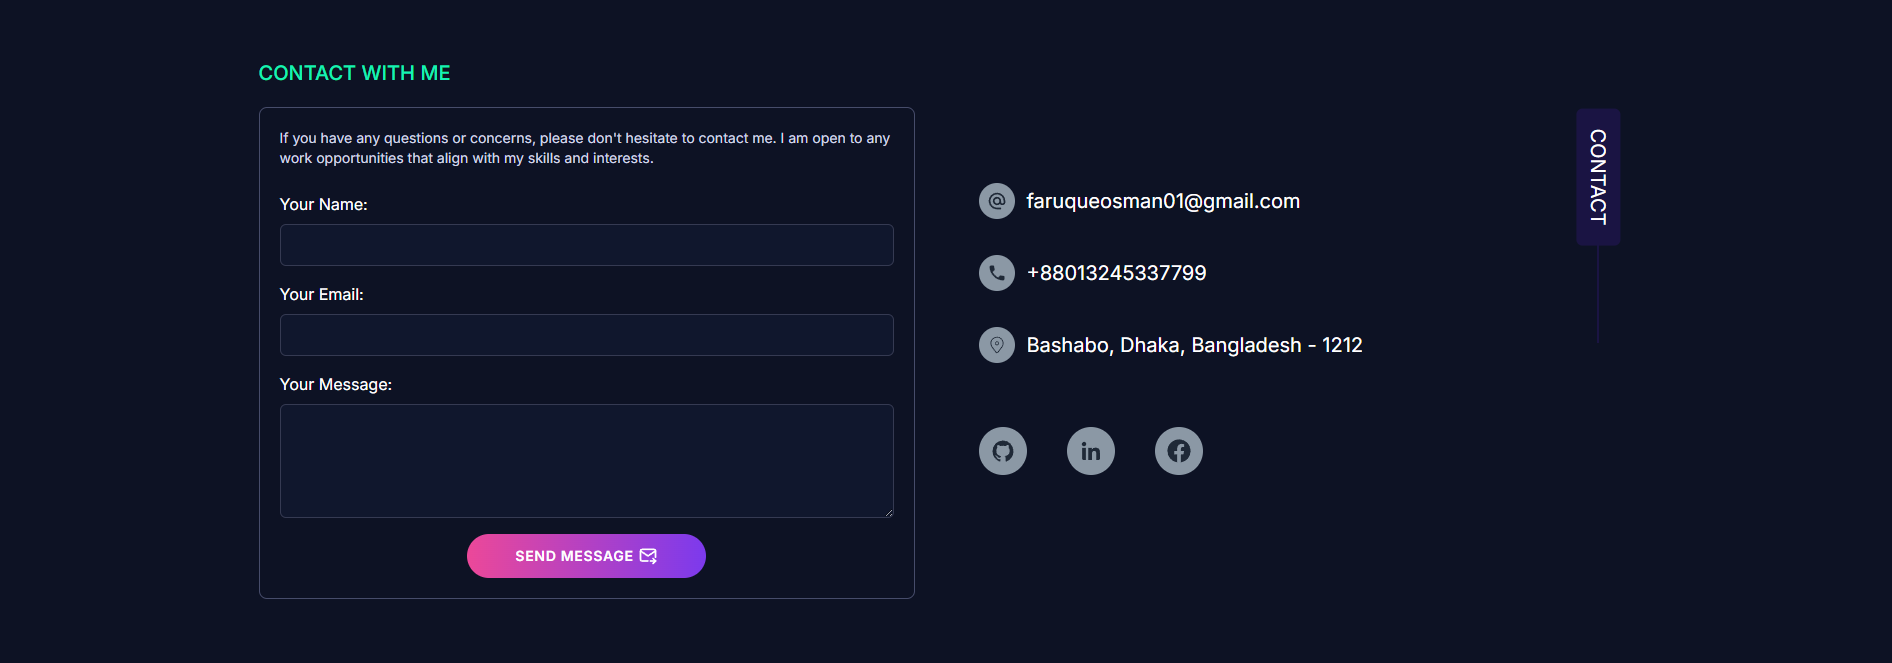 CONTACT WITH ME
If you have any questions or concerns, please don't hesitate to contact me. I am open to any
work opportunities that align with my skills and interests.
Your Name:
Your Email:
Your Message:
SEND MESSAGE
faruqueosman01@gmail.com
+88013245337799
Bashabo, Dhaka, Bangladesh - 1212
in
CONTACT